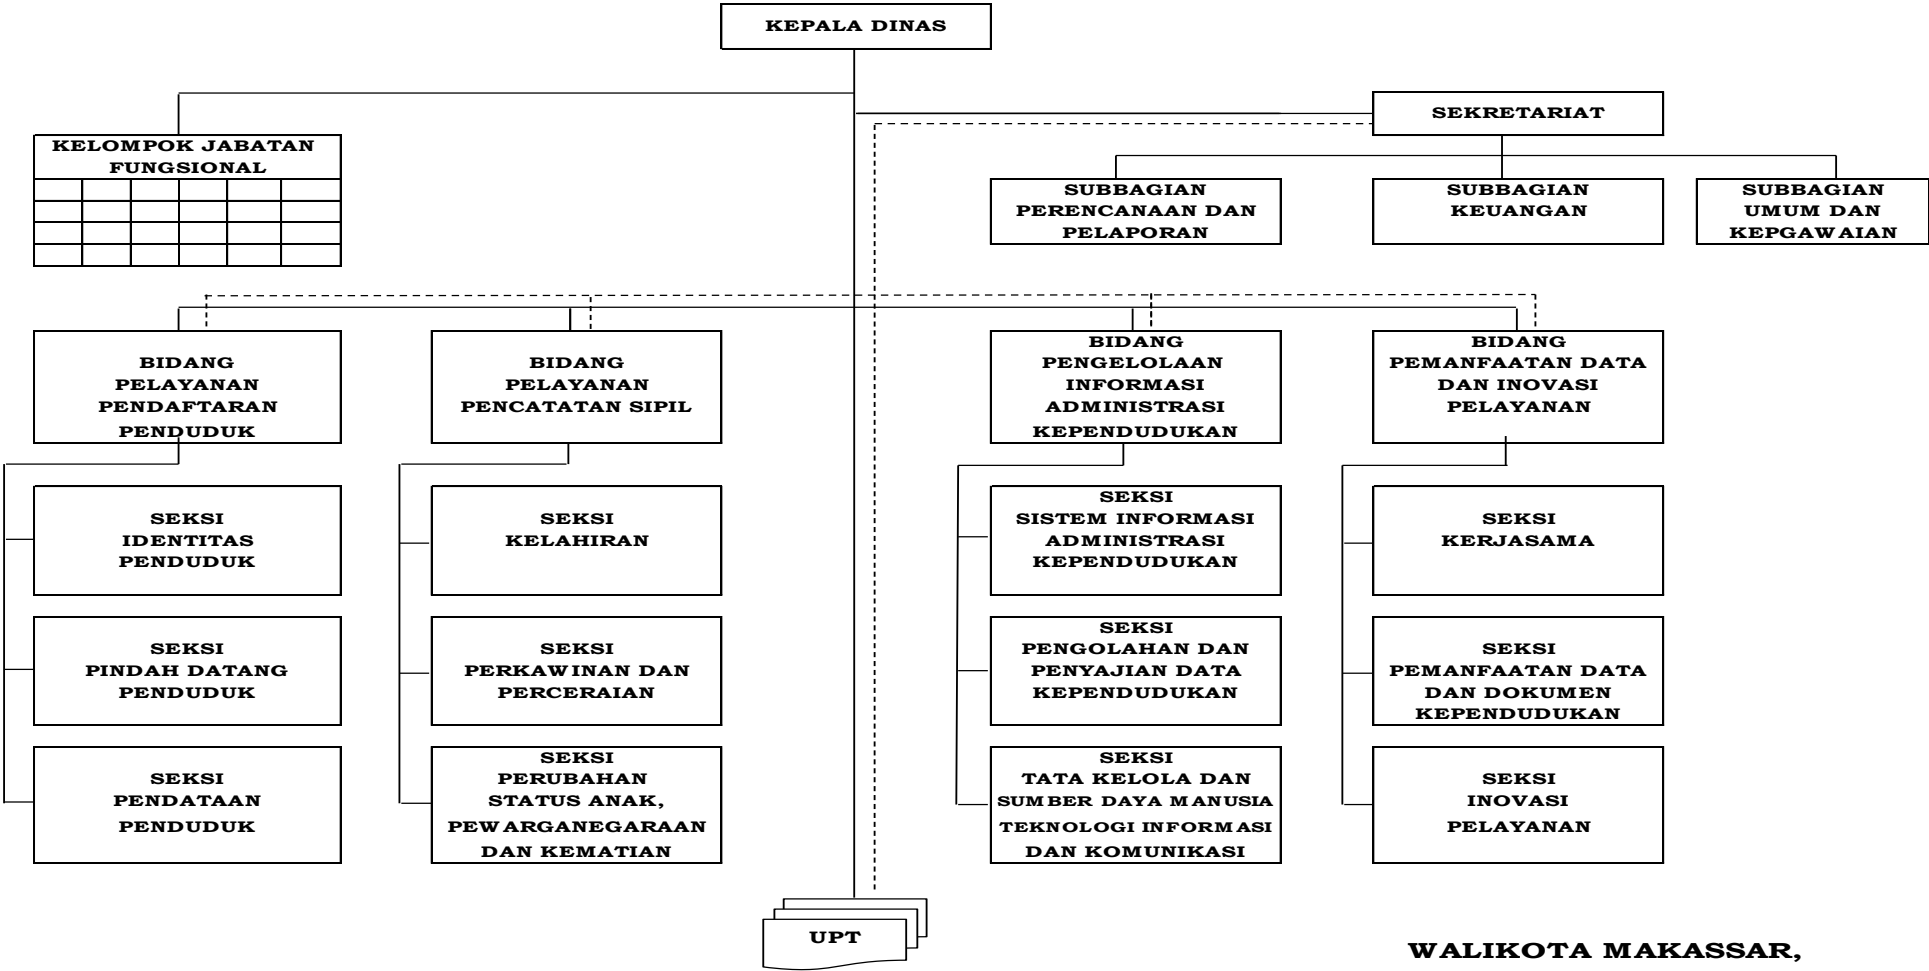 KEPALA DINAS
SEKRETARIAT
KELOMPOK JABATAN
FUNGSIONAL
SUBBAGIAN
PERENCANAAN DAN
PELAPORAN
SUBBAGIAN
KEUANGAN
SUBBAGIAN
UMUM DAN
KEPGAWAIAN
BIDANG
PELAYANAN
PENDAFTARAN
PENDUDUK
BIDANG
PELAYANAN
PENCATATAN SIPIL
BIDANG
PENGELOLAAN
INFORMASI
ADMINISTRASI
KEPENDUDUKAN
BIDANG
PEMANFAATAN DATA
DAN INOVASI
PELAYANAN
SEKSI
IDENTITAS
PENDUDUK
SEKSI
KELAHIRAN
SEKSI
SISTEM INFORMASI
ADMINISTRASI
KEPENDUDUKAN
SEKSI
KERJASAMA
SEKSI
PINDAH DATANG
PENDUDUK
SEKSI
PERKAWINAN DAN
PERCERAIAN
SEKSI
PENGOLAHAN DAN
PENYAJIAN DATA
KEPENDUDUKAN
SEKSI
PEMANFAATAN DATA
DAN DOKUMEN
KEPENDUDUKAN
SEKSI
PENDATAAN
PENDUDUK
SEKSI
PERUBAHAN
STATUS ANAK,
PEWARGANEGARAAN
DAN KEMATIAN
SEKSI
TATA KELOLA DAN
SUMBER DAYA MANUSIA
TEKNOLOGI INFORMASI
DAN KOMUNIKASI
SEKSI
INOVASI
PELAYANAN
UPT
WALIKOTA MAKASSAR,